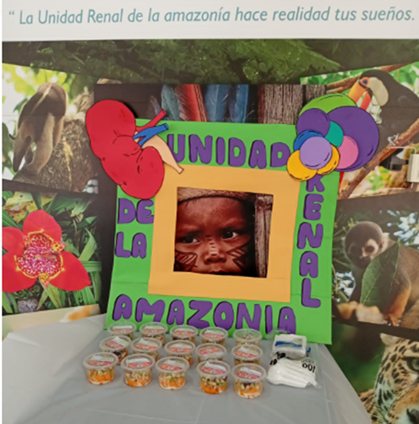 “ La Unidad Renal de la amazonía hace realidad tus sueños.
UNIDAD
RENAL
DE
LA
AMAZONIA